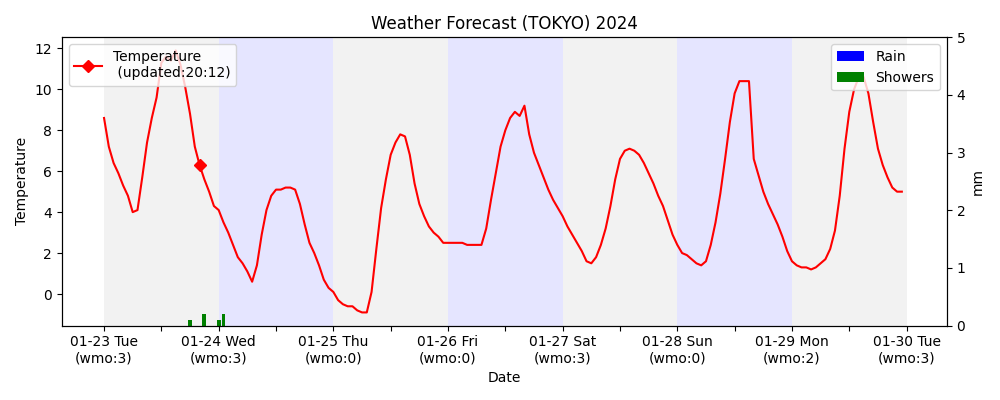 Weather Forecast (TOKYO) 2024
Temperature
(updated:20:12)
Rain
Showers
12
10
8
6
4
2
0
Temperature
5
4
3
2
1
0
mm
01-23 Tue
(wmo:3)
01-24 Wed
(wmo:3)
01-25 Thu
(wmo:0)
01-26 Fri
(wmo:0)
01-27 Sat
(wmo:3)
01-28 Sun
(wmo:0)
01-29 Mon
(wmo:2)
01-30 Tue
(wmo:3)
Date